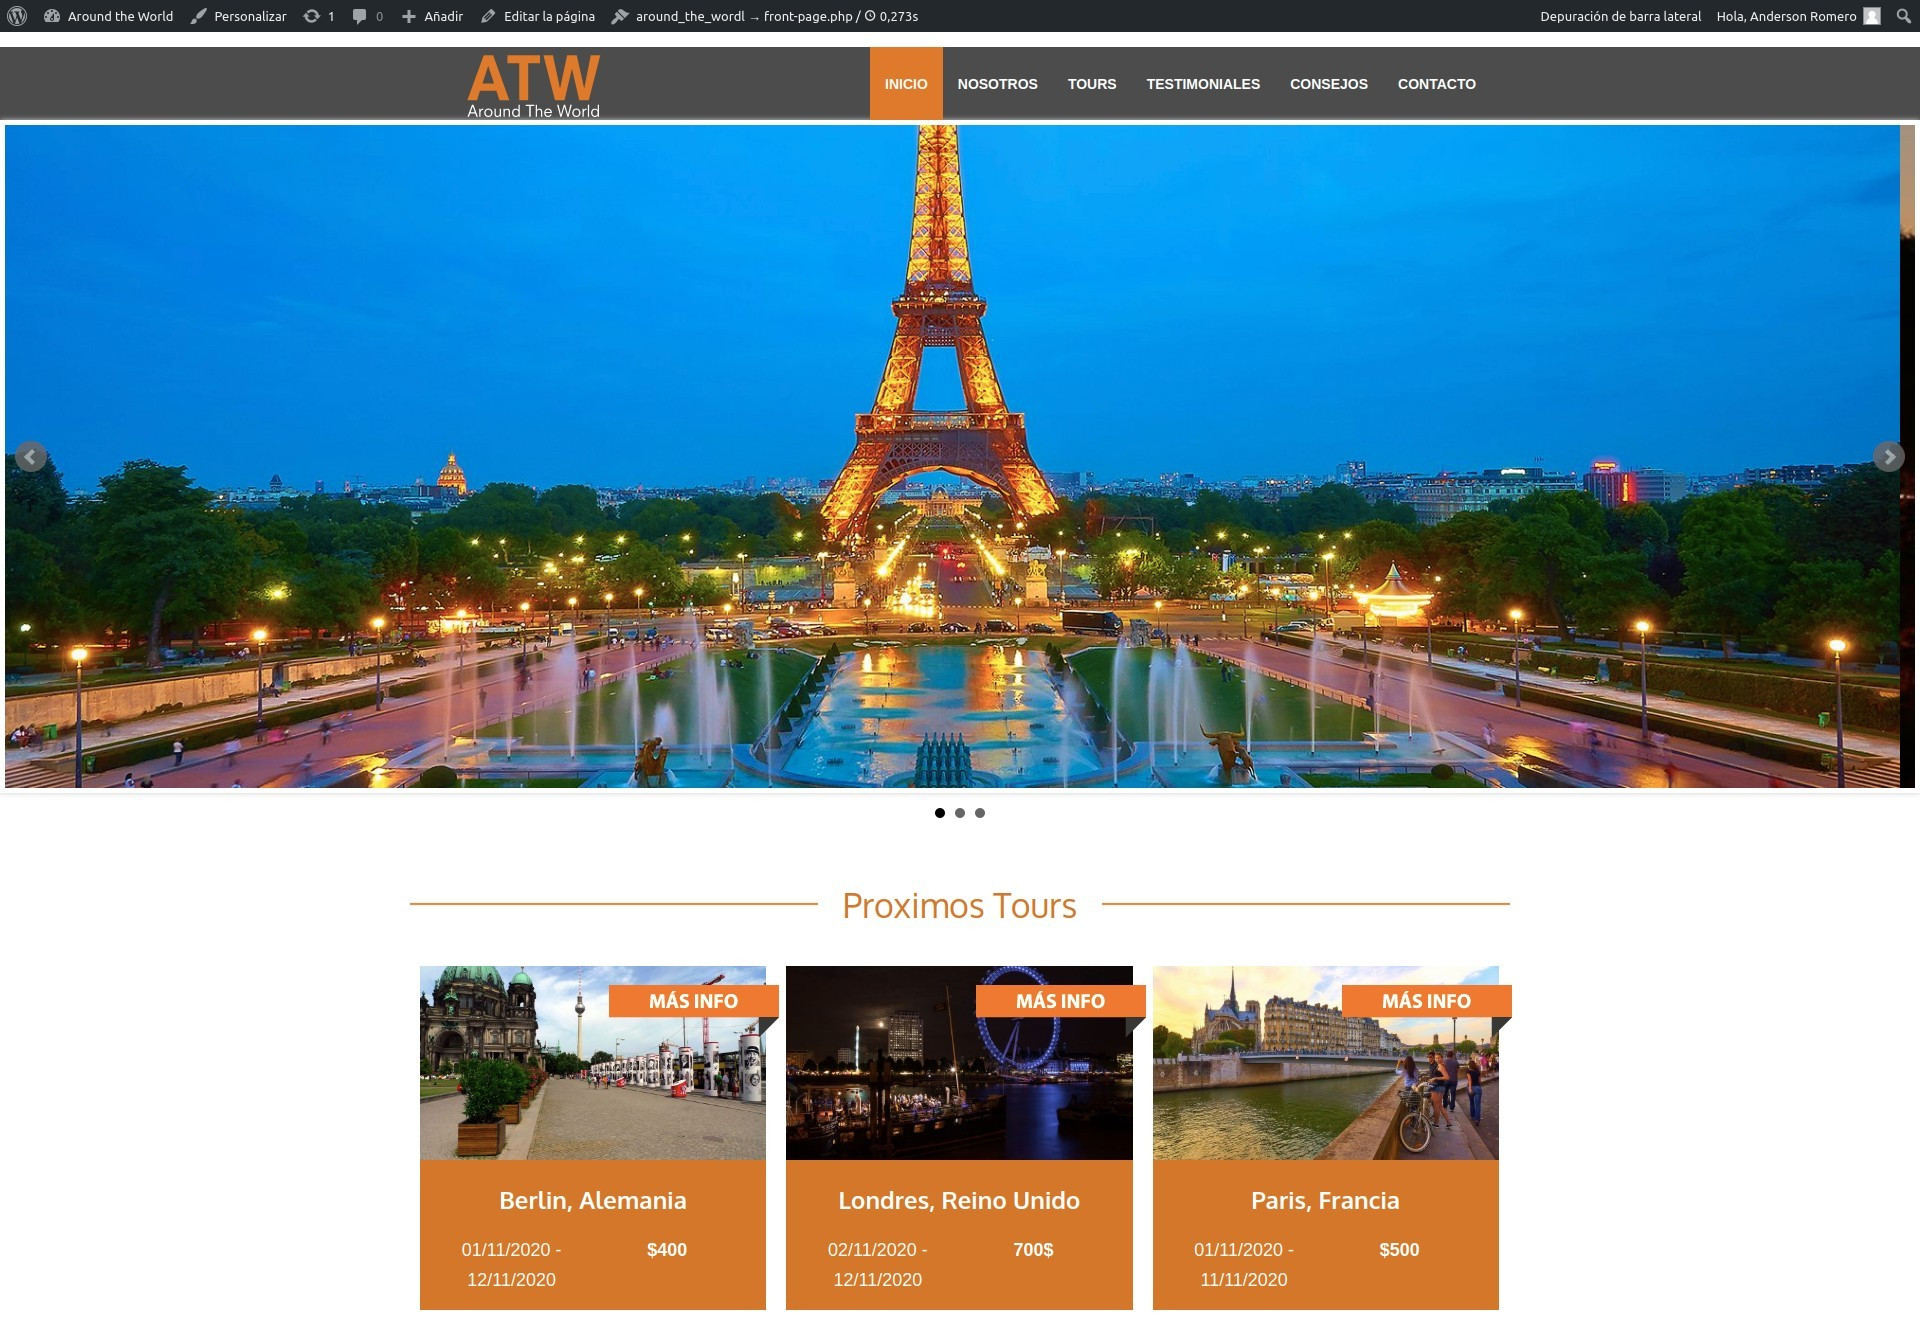 Around the World Personalizar 1 0 Añadir Editar la página around_the_wordl → front-page.php / 0,273s Depuración de barra lateral Hola, Anderson Romero
ATW
Around The World
INICIO NOSOTROS TOURS TESTIMONIALES CONSEJOS CONTACTO
Proximos Tours
MÁS INFO MÁS INFO MÁS INFO
Berlin, Alemania Londres, Reino Unido Paris, Francia
01/11/2020 - $400 02/11/2020 - 700$ 01/11/2020 - $500
12/11/2020 12/11/2020 11/11/2020